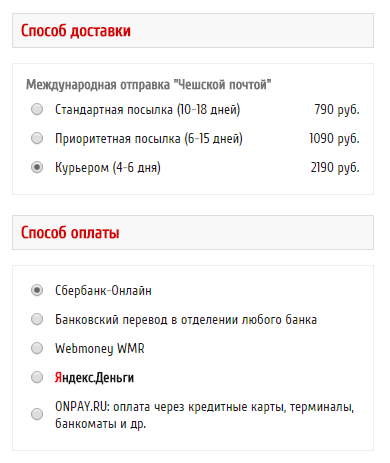 Способ доставки
Международная отправка "Чешской почтой"
Стандартная посылка (10-18 дней) 790 руб.
Приоритетная посылка (6-15 дней) 1090 руб.
Курьером (4-6 дня) 2190 руб.
Способ оплаты
Сбербанк-Онлайн
Банковский перевод в отделении любого банка
Webmoney WMR
Яндекс.Деньги
ONPAY.RU: оплата через кредитные карты, терминалы,
банкоматы и др.